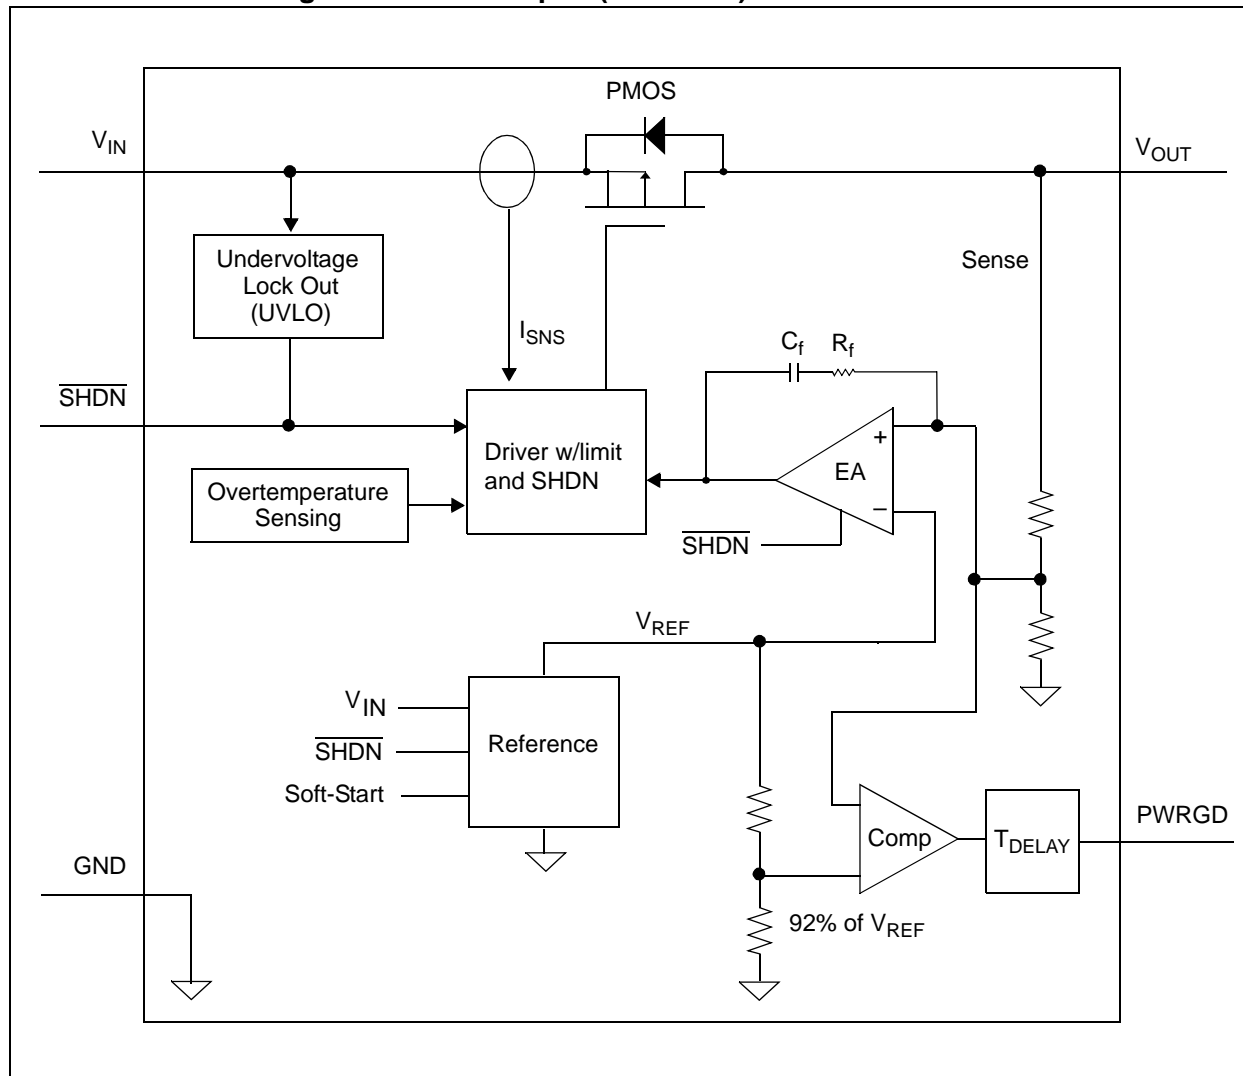 PMOS
VIN
VOUT
Undervoltage
Lock Out
(UVLO)
Sense
ISNS
Cf
Rf
SHDN
Driver w/limit
and SHDN
+
EA
−
Overtemperature
Sensing
SHDN
VREF
VIN
SHDN
Soft-Start
Reference
Comp
TDELAY
PWRGD
GND
92% of VREF